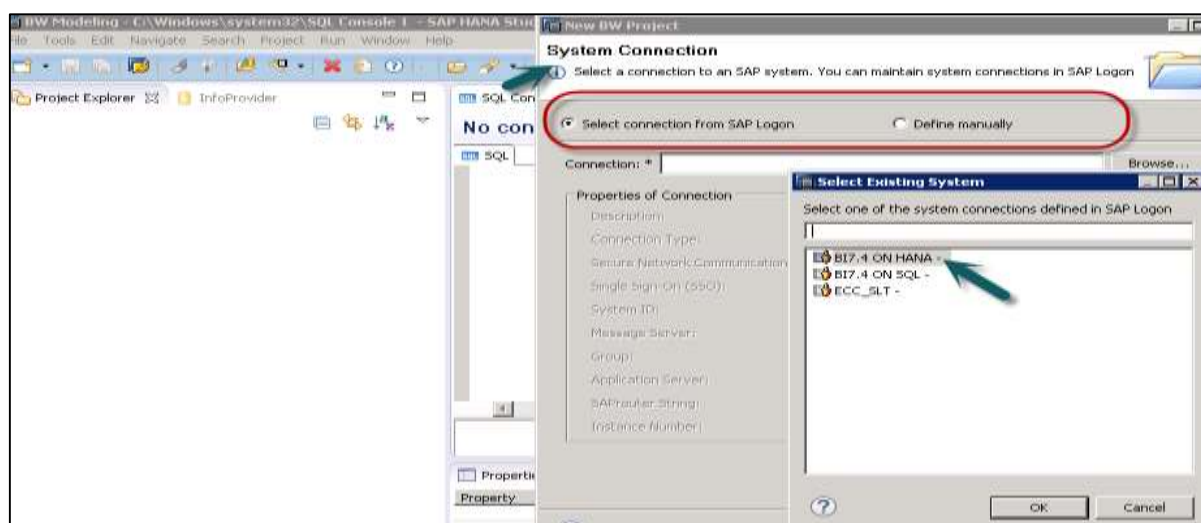 BW Modeling - C:\Windows\system32\SQL Console 1 - SAP HANA Stud
File Tools Edit Navigate Search Project Run Window Help
Project Explorer
InfoProvider
SQL Con
No con
SQL
Properti
Property
New BW Project
System Connection
Select a connection to an SAP system. You can maintain system connections in SAP Logon
Select connection from SAP Logon
Define manually
Connection: *
Browse...
Properties of Connection
Description:
Connection Type:
Secure Network Communication
Single Sign-On (SSO):
System ID:
Message Server:
Group:
Application Server:
SAProuter String:
Instance Number:
Select Existing System
Select one of the system connections defined in SAP Logon
BI7.4 ON HANA -
BI7.4 ON SQL -
ECC_SLT -
OK
Cancel